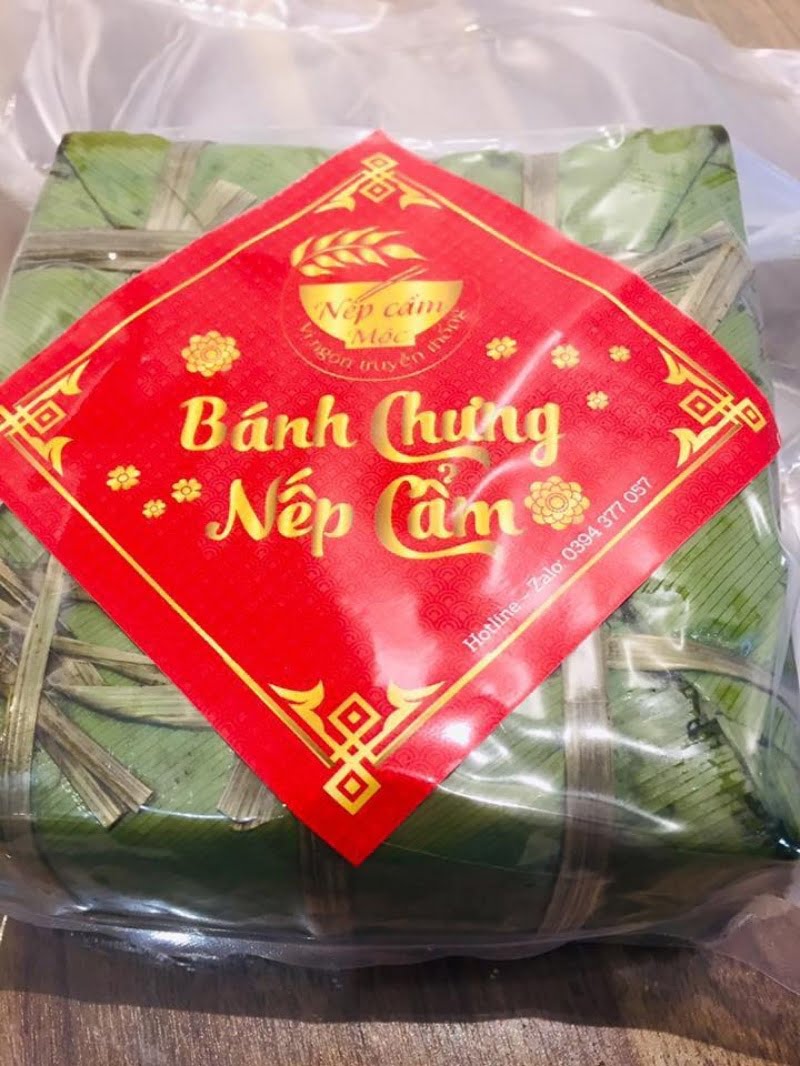 Nếp cẩm
Mộc
Vị ngon truyền thống
Bánh Chưng
Nếp Cẩm
Hotline - Zalo 0394 377 057